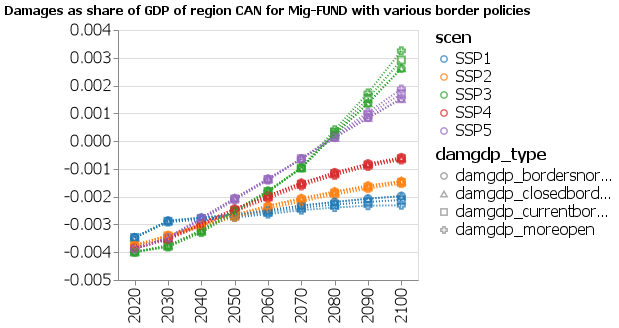 Damages as share of GDP of region CAN for Mig-FUND with various border policies
0.004
0.003
0.002
0.001
0.000
-0.001
-0.002
-0.003
-0.004
-0.005
2020
2030
2040
2050
2060
2070
2080
2090
2100
scen
SSP1
SSP2
SSP3
SSP4
SSP5
damgdp_type
damgdp_bordersnor...
damgdp_closedbord...
damgdp_currentbor...
damgdp_moreopen